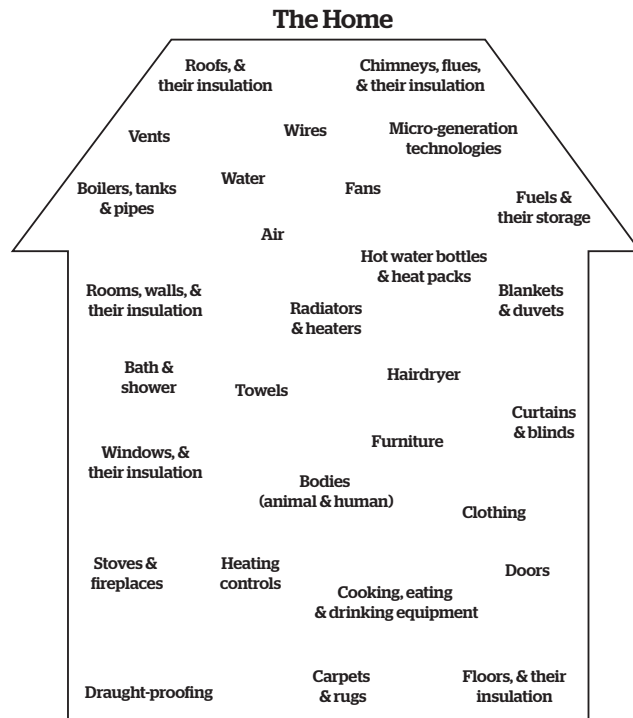 The Home
Roofs, &
their insulation
Chimneys, flues,
& their insulation
Vents
Wires
Micro-generation
technologies
Boilers, tanks
& pipes
Water
Fans
Fuels &
their storage
Air
Hot water bottles
& heat packs
Rooms, walls, &
their insulation
Radiators
& heaters
Blankets
& duvets
Bath &
shower
Towels
Hairdryer
Curtains
& blinds
Furniture
Windows, &
their insulation
Bodies
(animal & human)
Clothing
Stoves &
fireplaces
Heating
controls
Doors
Cooking, eating
& drinking equipment
Draught-proofing
Carpets
& rugs
Floors, & their
insulation